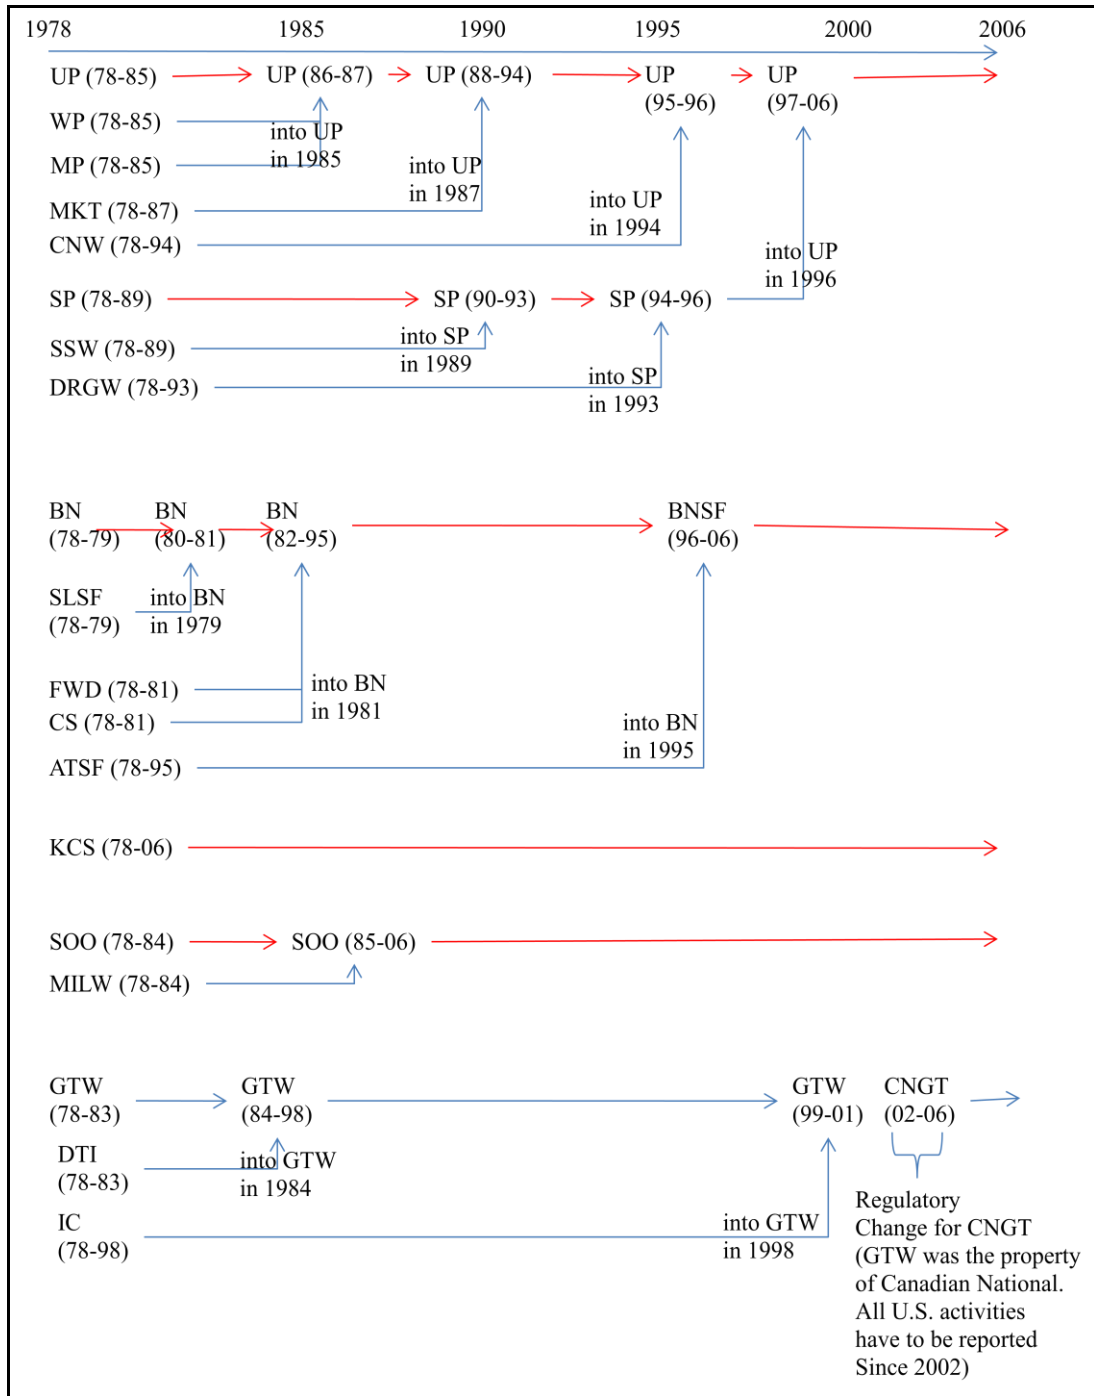 1978 1985 1990 1995 2000 2006
UP (78-85) UP (86-87) UP (88-94) UP UP
(95-96) (97-06)
WP (78-85)
into UP
in 1985
MP (78-85)
into UP
in 1987
MKT (78-87)
into UP
in 1994
CNW (78-94)
into UP
in 1996
SP (78-89) SP (90-93) SP (94-96)
into SP
in 1989
SSW (78-89)
into SP
in 1993
DRGW (78-93)
BN BN BN BNSF
(78-79) (80-81) (82-95) (96-06)
SLSF into BN
(78-79) in 1979
FWD (78-81) into BN
in 1981
CS (78-81)
into BN
in 1995
ATSF (78-95)
KCS (78-06)
SOO (78-84) SOO (85-06)
MILW (78-84)
GTW GTW GTW CNGT
(78-83) (84-98) (99-01) (02-06)
DTI into GTW
(78-83) in 1984
IC into GTW
(78-98) in 1998
Regulatory
Change for CNGT
(GTW was the property
of Canadian National.
All U.S. activities
have to be reported
Since 2002)